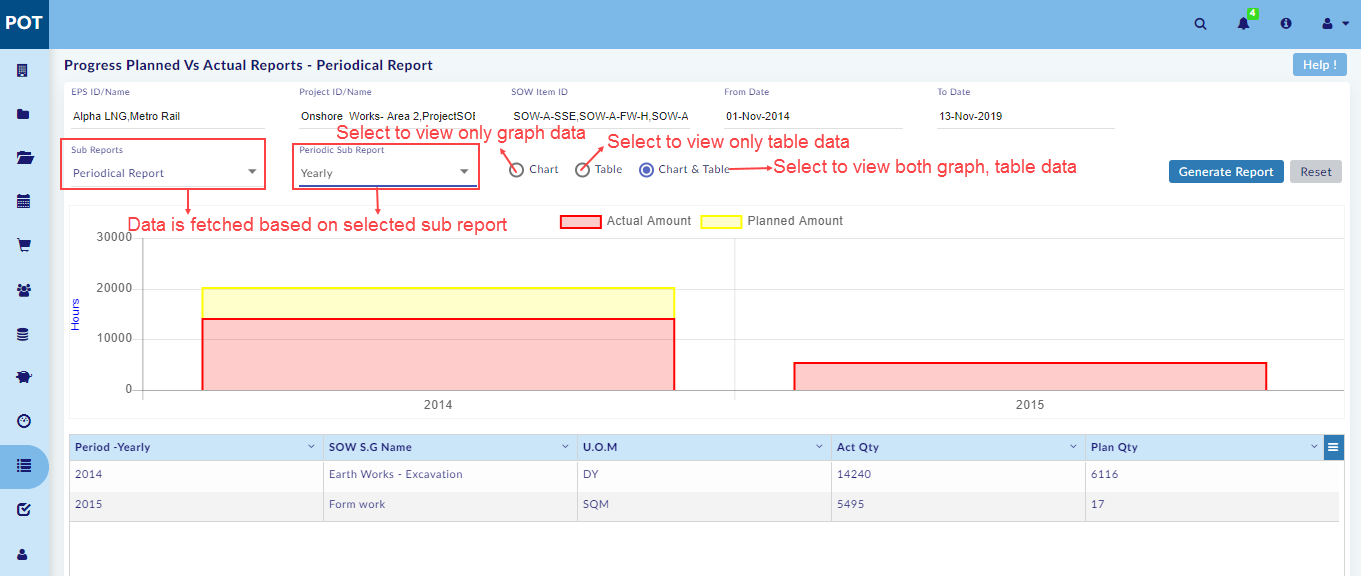 POT
4
Progress Planned Vs Actual Reports - Periodical Report
Help !
EPS ID/Name
Project ID/Name
SOW Item ID
From Date
To Date
Alpha LNG,Metro Rail
Onshore Works- Area 2,ProjectSOE
SOW-A-SSE,SOW-A-FW-H,SOW-A
01-Nov-2014
13-Nov-2019
Select to view only graph data
Select to view only table data
Select to view both graph, table data
Sub Reports
Periodical Report
Periodic Sub Report
Yearly
Chart
Table
Chart & Table
Generate Report
Reset
Data is fetched based on selected sub report
Actual Amount
Planned Amount
30000
20000
10000
0
Hours
2014
2015
Period -Yearly
SOW S.G Name
U.O.M
Act Qty
Plan Qty
2014
Earth Works - Excavation
DY
14240
6116
2015
Form work
SQM
5495
17